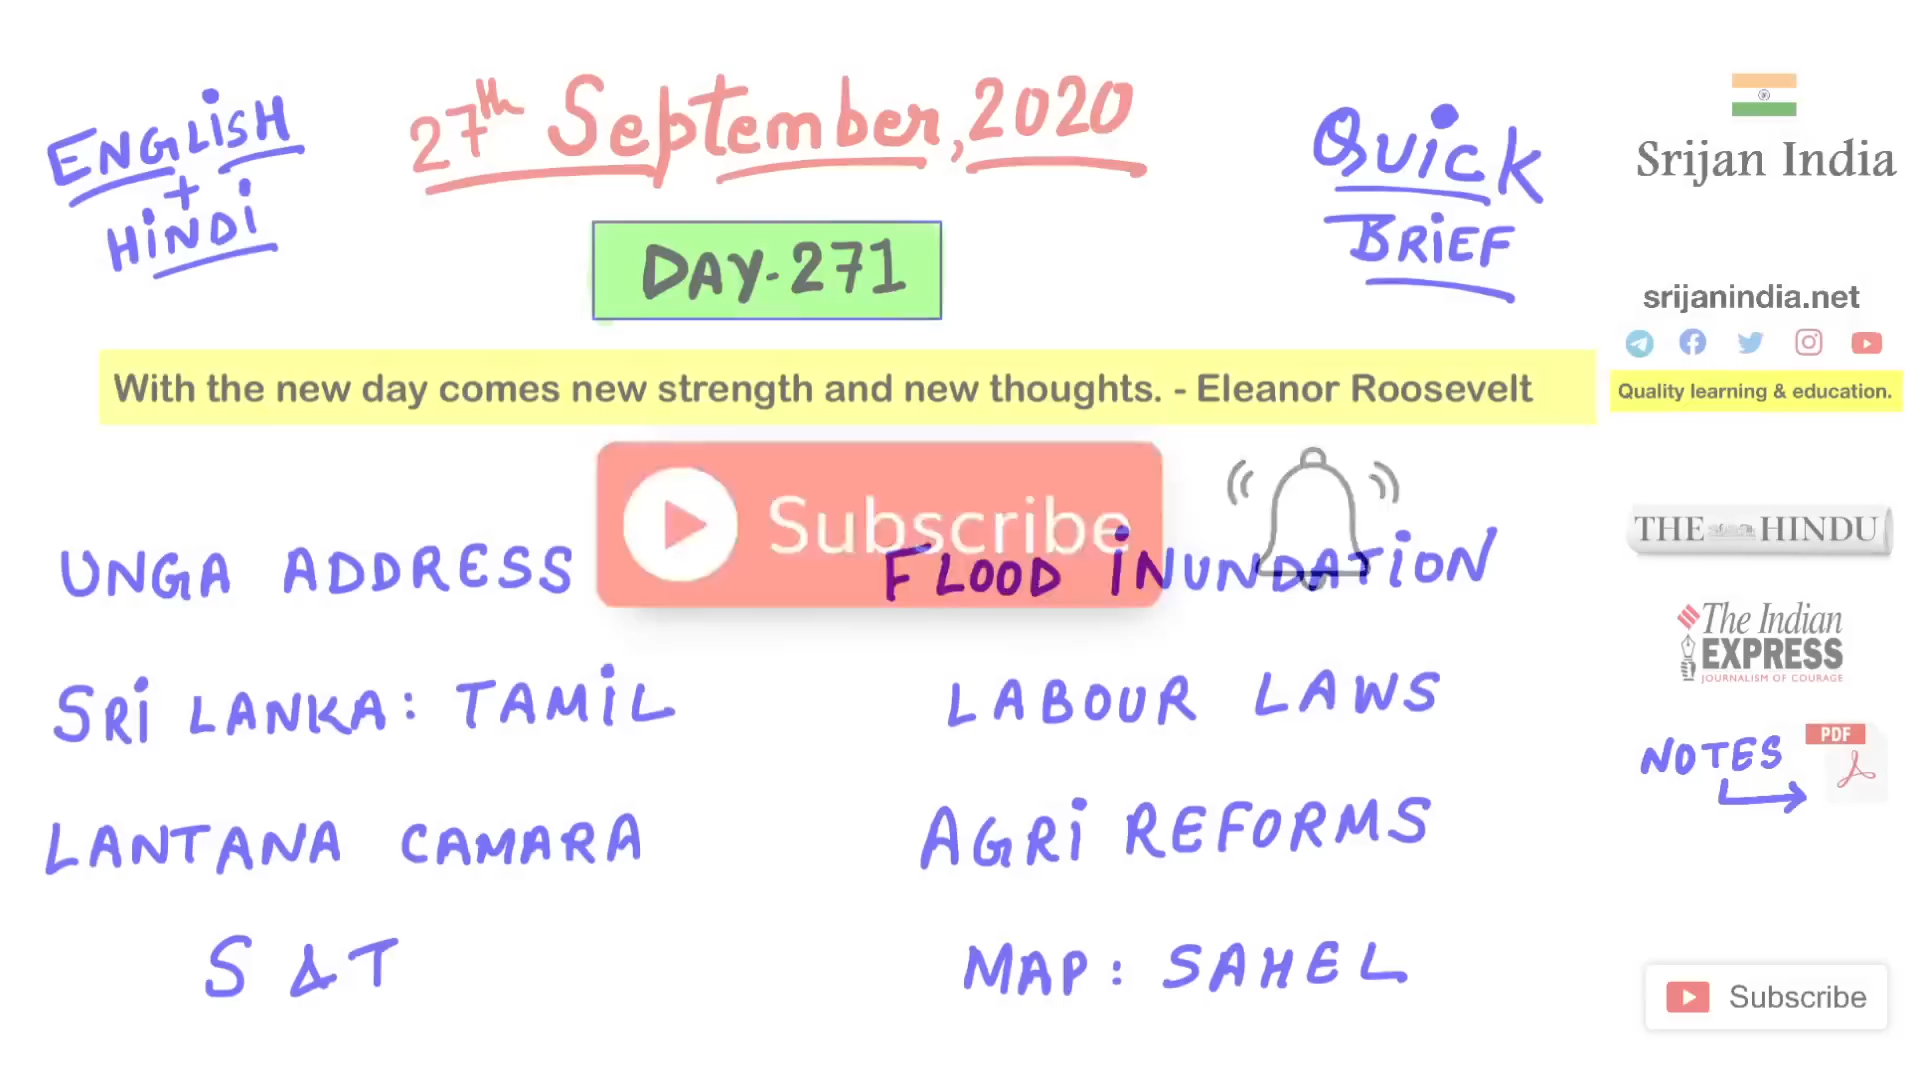 ENGLISH
+
HINDI
27th September, 2020
DAY-271
QUICK
BRIEF
Srijan India
srijanindia.net
Quality learning & education.
With the new day comes new strength and new thoughts. - Eleanor Roosevelt
Subscribe
UNGA ADDRESS
FLOOD INUNDATION
SRI LANKA: TAMIL
LABOUR LAWS
LANTANA CAMARA
AGRI REFORMS
S & T
MAP: SAHEL
THE HINDU
The Indian
EXPRESS
JOURNALISM OF COURAGE
NOTES
PDF
Subscribe